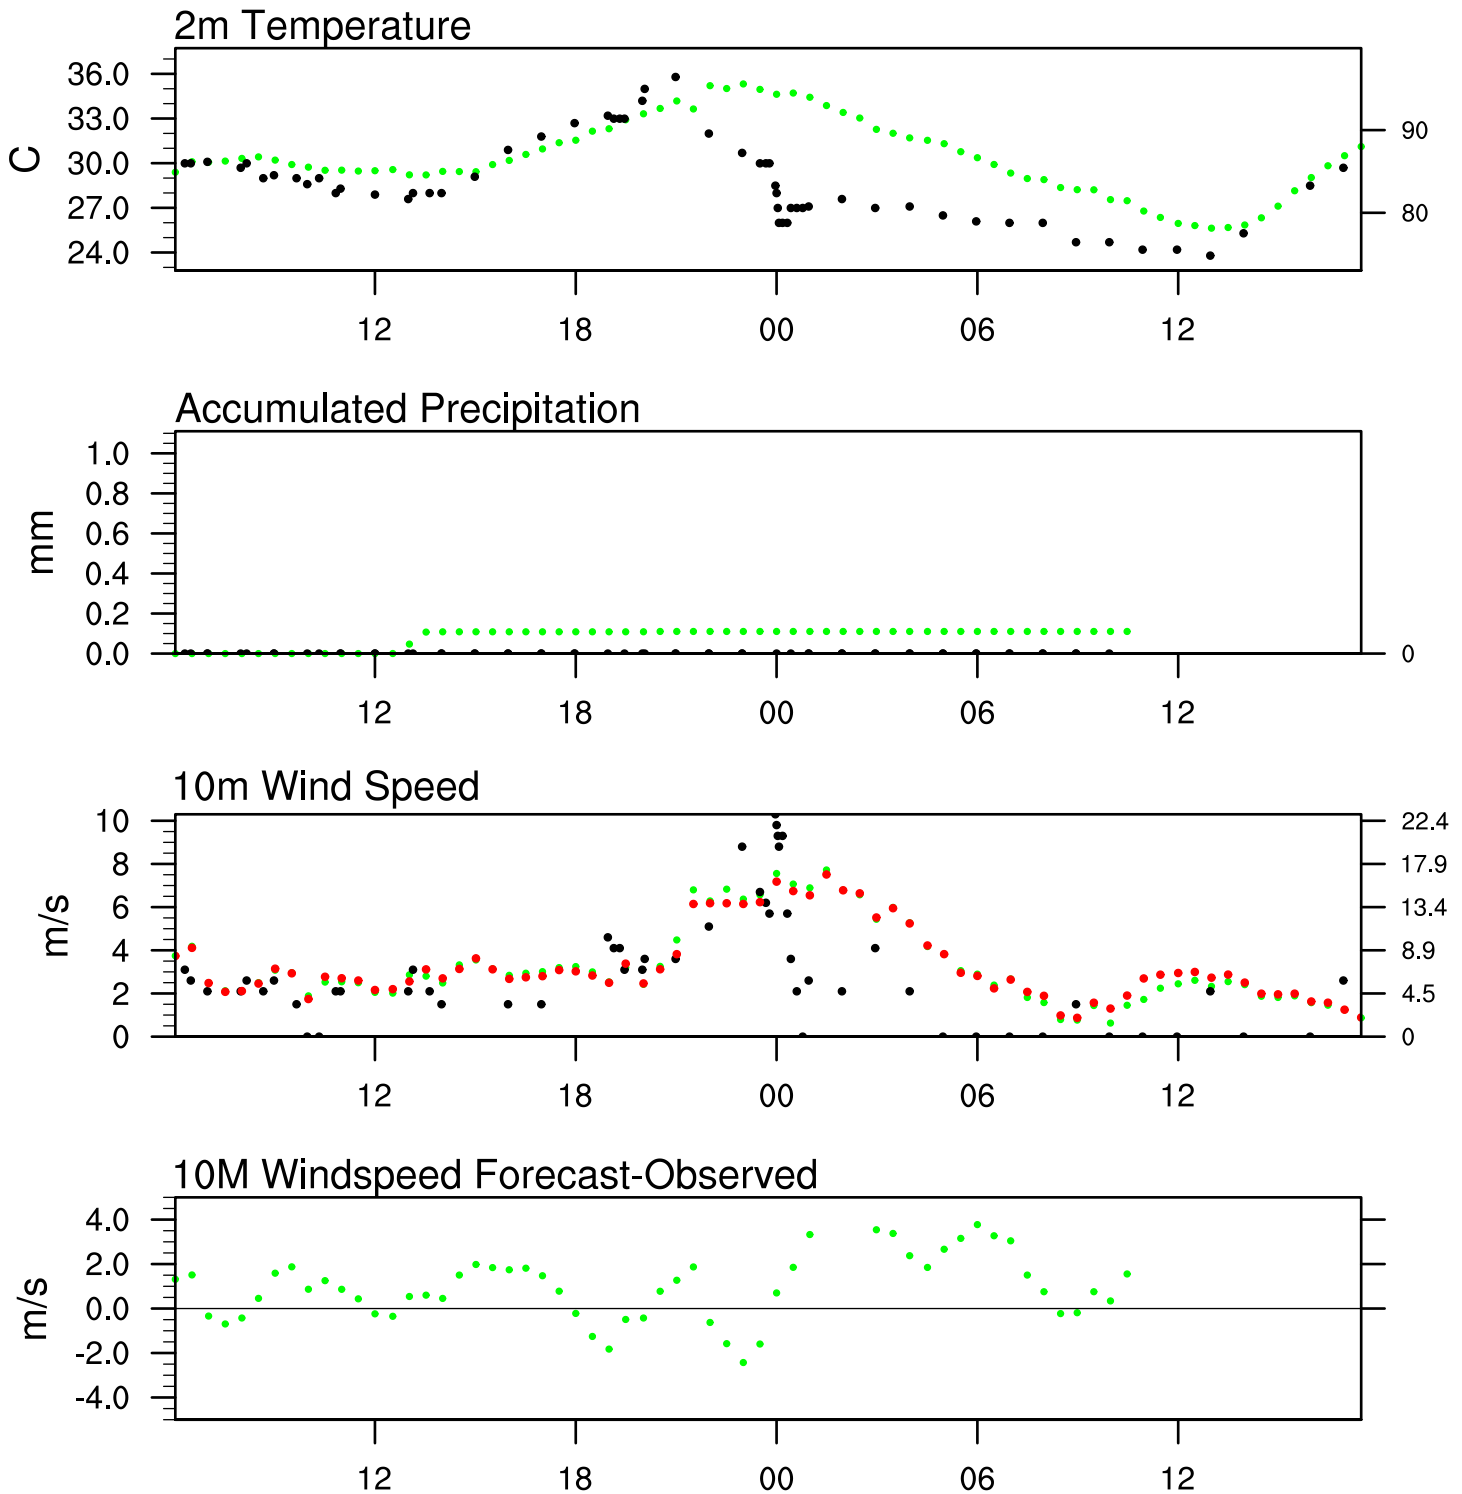 2m Temperature
C
36.0
33.0
30.0
27.0
24.0
90
80
12 18 00 06 12
Accumulated Precipitation
mm
1.0
0.8
0.6
0.4
0.2
0.0
0
12 18 00 06 12
10m Wind Speed
m/s
10
8
6
4
2
0
22.4
17.9
13.4
8.9
4.5
0
12 18 00 06 12
10M Windspeed Forecast-Observed
m/s
4.0
2.0
0.0
-2.0
-4.0
12 18 00 06 12